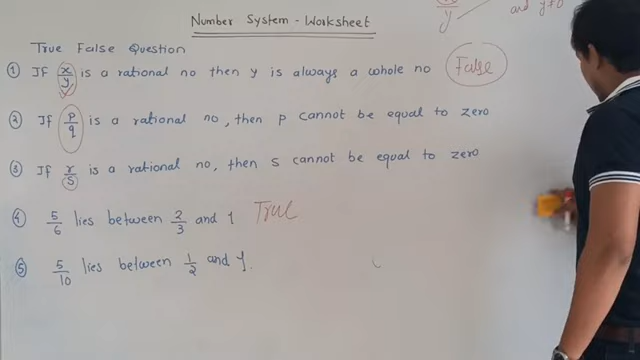 Number System - Worksheet
True False Question
① If x/y is a rational no then y is always a whole no False
② If p/q is a rational no, then p cannot be equal to zero
③ If r/s is a rational no, then s cannot be equal to zero
④ 5/6 lies between 2/3 and 1 True
⑤ 5/10 lies between 1/2 and 1.
y
and y≠0